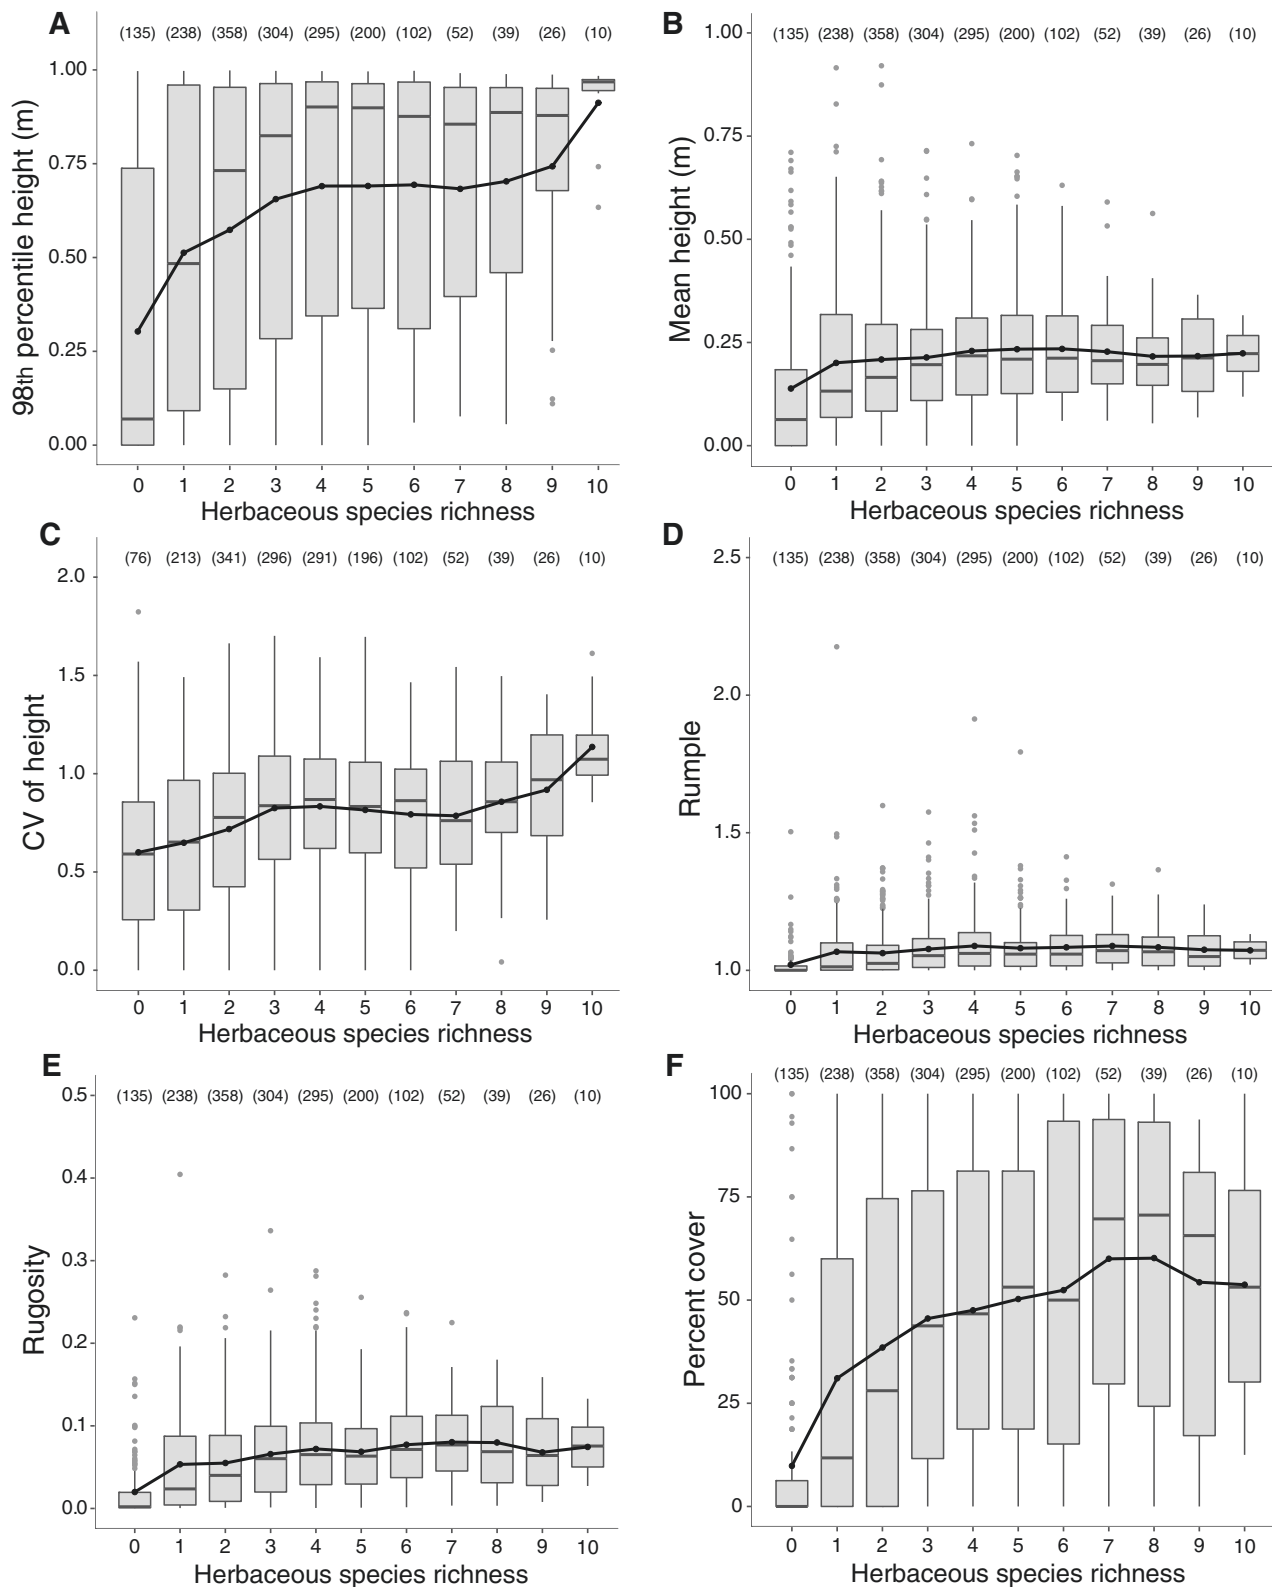 A
(135) (238) (358) (304) (295) (200) (102) (52) (39) (26) (10)
98th percentile height (m)
1.00
0.75
0.50
0.25
0.00
0 1 2 3 4 5 6 7 8 9 10
Herbaceous species richness
B
(135) (238) (358) (304) (295) (200) (102) (52) (39) (26) (10)
Mean height (m)
1.00
0.75
0.50
0.25
0.00
0 1 2 3 4 5 6 7 8 9 10
Herbaceous species richness
C
(76) (213) (341) (296) (291) (196) (102) (52) (39) (26) (10)
CV of height
2.0
1.5
1.0
0.5
0.0
0 1 2 3 4 5 6 7 8 9 10
Herbaceous species richness
D
(135) (238) (358) (304) (295) (200) (102) (52) (39) (26) (10)
Rumple
2.5
2.0
1.5
1.0
0 1 2 3 4 5 6 7 8 9 10
Herbaceous species richness
E
(135) (238) (358) (304) (295) (200) (102) (52) (39) (26) (10)
Rugosity
0.5
0.4
0.3
0.2
0.1
0.0
0 1 2 3 4 5 6 7 8 9 10
Herbaceous species richness
F
(135) (238) (358) (304) (295) (200) (102) (52) (39) (26) (10)
Percent cover
100
75
50
25
0
0 1 2 3 4 5 6 7 8 9 10
Herbaceous species richness